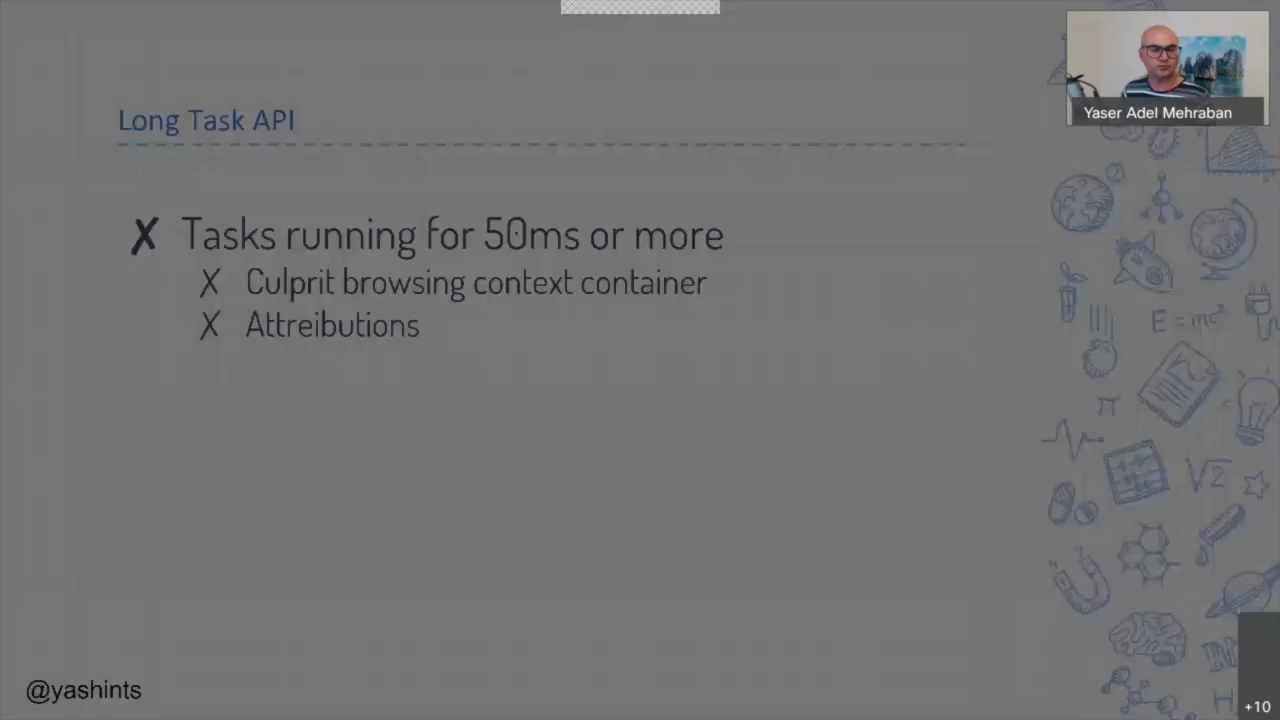 Yaser Adel Mehraban
Long Task API
✗ Tasks running for 50ms or more
✗ Culprit browsing context container
✗ Attreibutions
E = mc²
π
√2
@yashints
+10